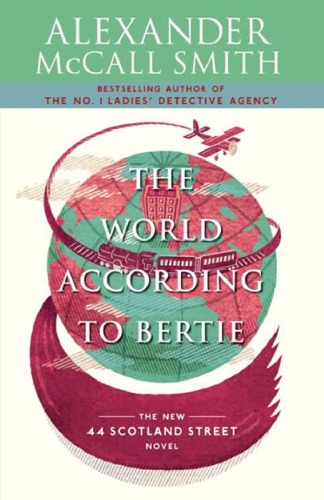 ALEXANDER
McCALL SMITH
BESTSELLING AUTHOR OF
THE NO. 1 LADIES' DETECTIVE AGENCY
THE
WORLD
ACCORDING
TO BERTIE
THE NEW
44 SCOTLAND STREET
NOVEL